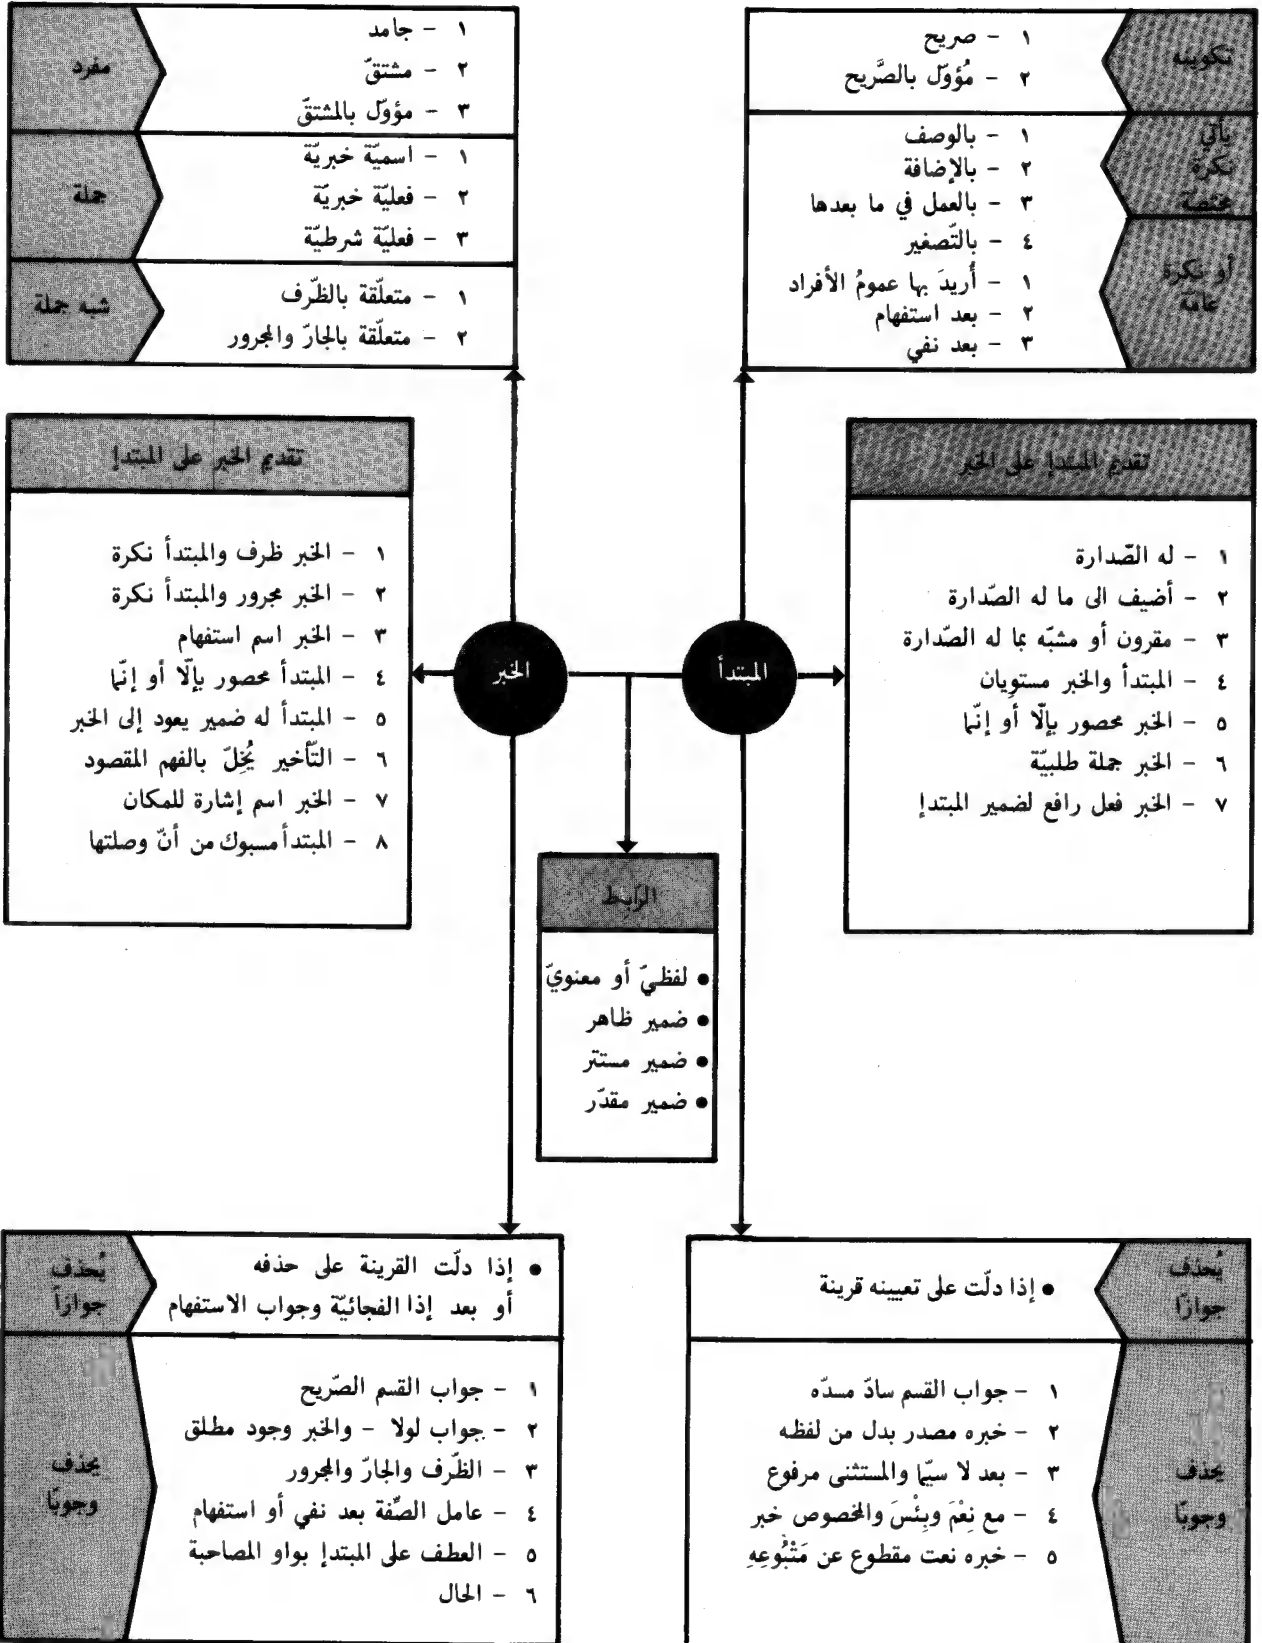 تكوينه
١ - صريح
٢ - مُؤوّل بالصَّريح
يأتي
نكرة
مختصّة
١ - بالوصف
٢ - بالإضافة
٣ - بالعمل في ما بعدها
٤ - بالتّصغير
أو نكرة
عامّة
١ - أُريدَ بها عمومُ الأفراد
٢ - بعد استفهام
٣ - بعد نفي
مفرد
١ - جامد
٢ - مشتقّ
٣ - مؤوّل بالمشتقّ
جملة
١ - اسميّة خبريّة
٢ - فعليّة خبريّة
٣ - فعليّة شرطيّة
شبه جملة
١ - متعلّقة بالظّرف
٢ - متعلّقة بالجارّ والمجرور
تقديم المبتدإ على الخبر
١ - له الصّدارة
٢ - أضيف الى ما له الصّدارة
٣ - مقرون أو مشبّه بما له الصّدارة
٤ - المبتدأ والخبر مستوِيان
٥ - الخبر محصور بإلّا أو إنّما
٦ - الخبر جملة طلبيّة
٧ - الخبر فعل رافع لضمير المبتدإ
المبتدأ
الخبر
تقديم الخبر على المبتدإ
١ - الخبر ظرف والمبتدأ نكرة
٢ - الخبر مجرور والمبتدأ نكرة
٣ - الخبر اسم استفهام
٤ - المبتدأ محصور بإلّا أو إنّما
٥ - المبتدأ له ضمير يعود إلى الخبر
٦ - التّأخير يُخِلّ بالفهم المقصود
٧ - الخبر اسم إشارة للمكان
٨ - المبتدأ مسبوك من أنّ وصلتها
الرّابط
• لفظيّ أو معنويّ
• ضمير ظاهر
• ضمير مستتر
• ضمير مقدّر
يُحذف
جوازًا
• إذا دلّت على تعيينه قرينة
يحذف
وجوبًا
١ - جواب القسم سادّ مسدّه
٢ - خبره مصدر بدل من لفظه
٣ - بعد لا سيّما والمستثنى مرفوع
٤ - مع نِعْمَ وبِئْسَ والمخصوص خبر
٥ - خبره نعت مقطوع عن مَتْبُوعِهِ
يُحذف
جوازاً
• إذا دلّت القرينة على حذفه
أو بعد إذا الفجائيّة وجواب الاستفهام
يحذف
وجوبًا
١ - جواب القسم الصّريح
٢ - جواب لولا - والخبر وجود مطلق
٣ - الظّرف والجارّ والمجرور
٤ - عامل الصِّفة بعد نفي أو استفهام
٥ - العطف على المبتدإ بواو المصاحبة
٦ - الحال